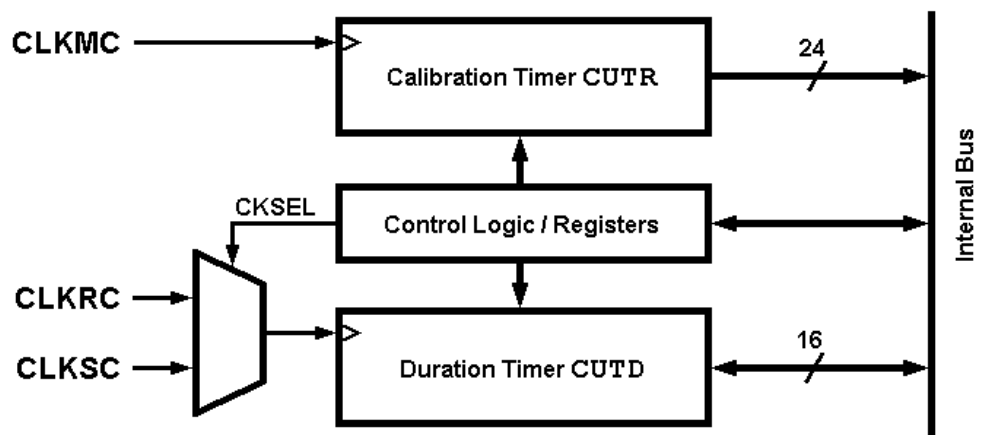 CLKMC
Calibration Timer CUTR
24
Internal Bus
CKSEL
Control Logic / Registers
CLKRC
CLKSC
Duration Timer CUTD
16